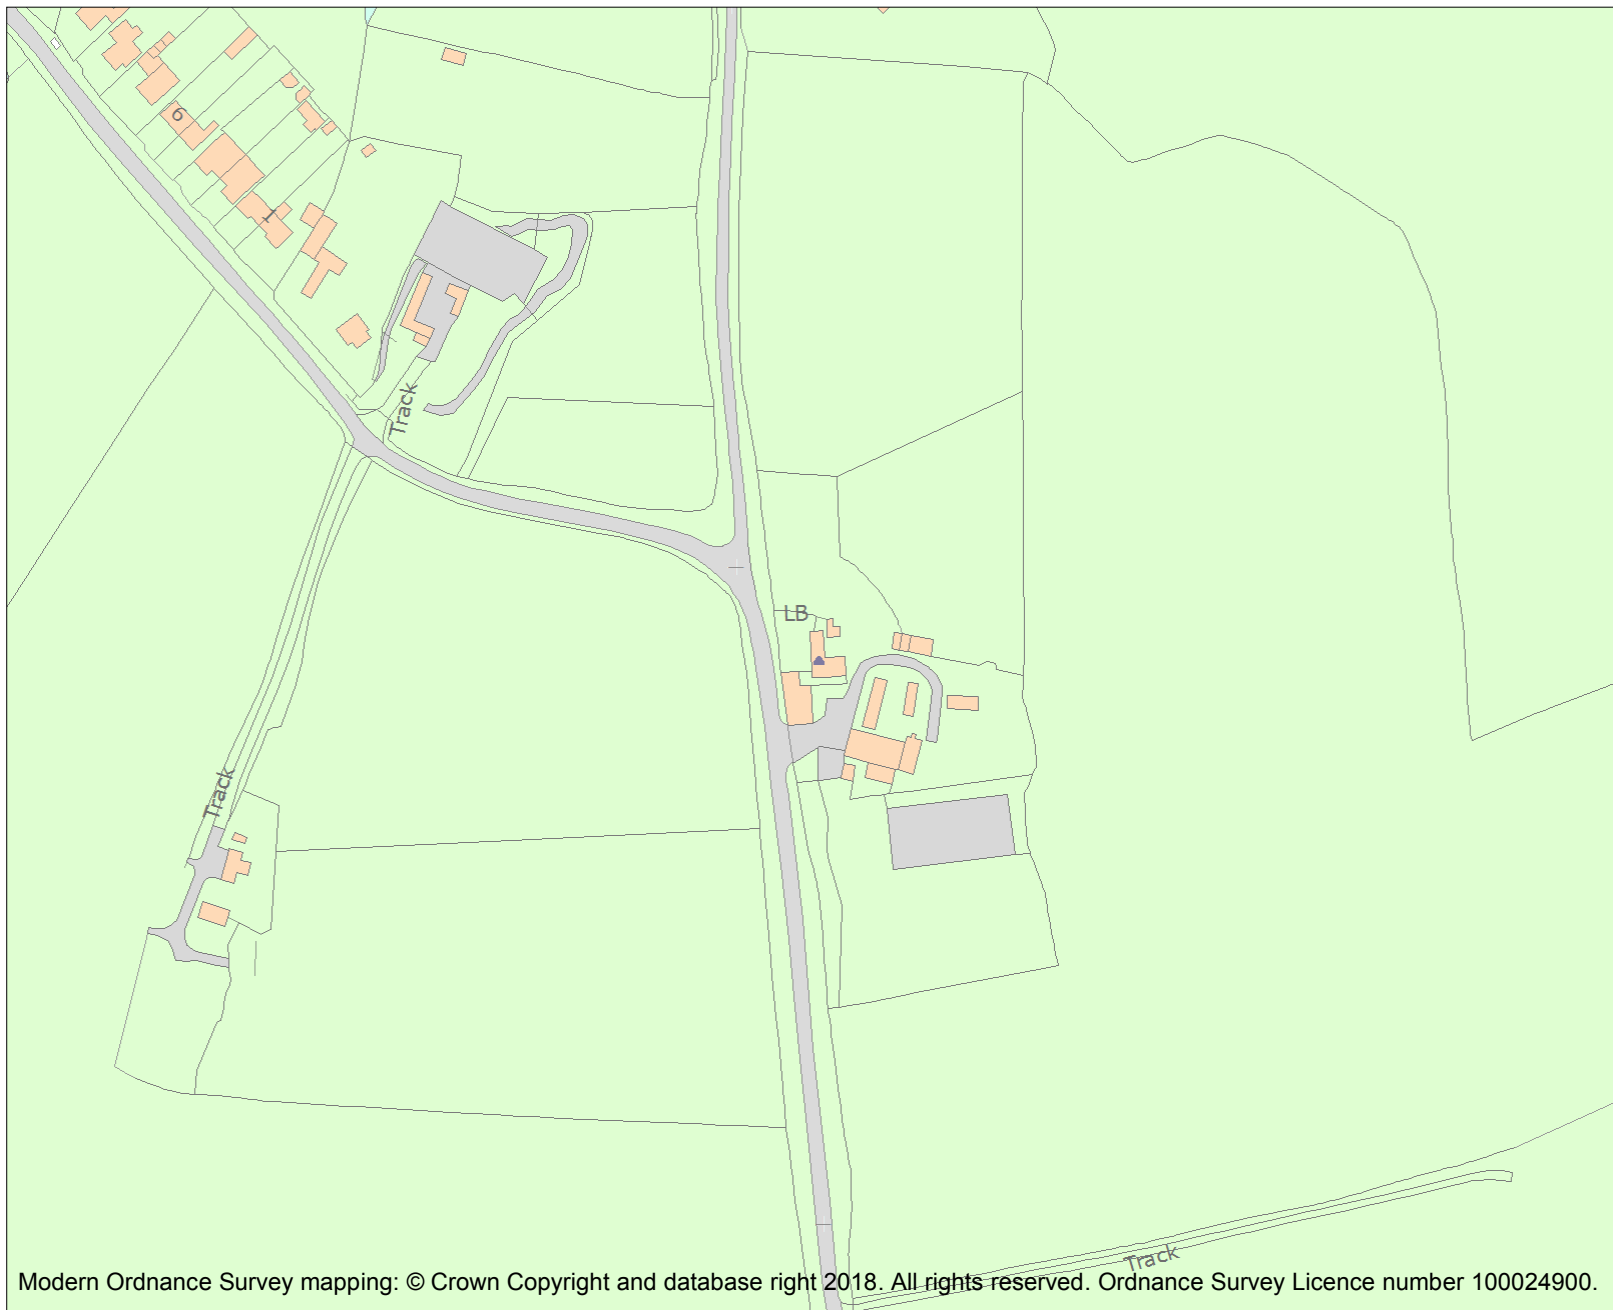 6
1
Track
LB
Track
Track
Modern Ordnance Survey mapping: © Crown Copyright and database right 2018. All rights reserved. Ordnance Survey Licence number 100024900.